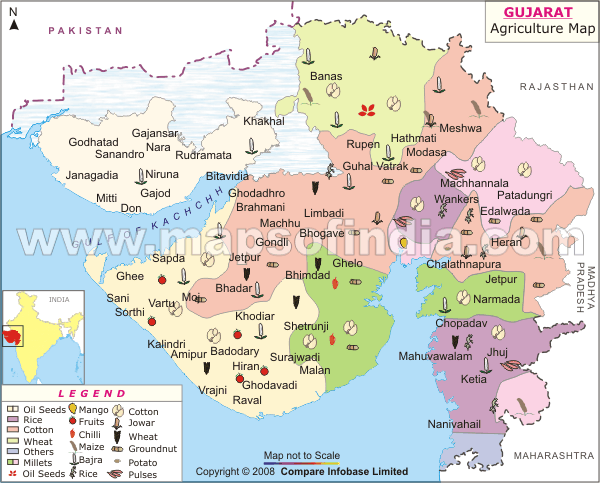 GUJARAT
Agriculture Map
N
PAKISTAN
RAJASTHAN
Banas
Khakhal
Gajansar
Godhatad
Nara
Sanandro
Rudramata
Hathmati
Meshwa
Rupen
Modasa
Guhal Vatrak
Janagadia
Niruna
Bitavidia
Machhannala
Mitti
Gajod
Don
Ghodadhro
Brahmani
Patadungri
Wankers
Limbadi
Edalwada
GULF OF KACHCHH
Machhu
Bhogave
Gondli
Heran
www.mapsofindia.com
Sapda
Ghee
Jetpur
Ghelo
Bhimdad
Chalathnapura
MADHYA PRADESH
Bhadar
Jetpur
Sani
Moj
Vartu
Narmada
Sorthi
Khodiar
Chopadav
Shetrunji
Kalindri
Badodary
Amipur
Surajwadi
Mahuvawalam
Jhuj
Hiran
Malan
Ketia
Ghodavadi
Vrajni
Raval
Nanivahail
MAHARASHTRA
INDIA
LEGEND
Oil Seeds
Mango
Cotton
Rice
Fruits
Jowar
Cotton
Chilli
Wheat
Wheat
Maize
Groundnut
Others
Bajra
Potato
Millets
Rice
Pulses
Oil Seeds
Map not to Scale
Copyright © 2008 Compare Infobase Limited